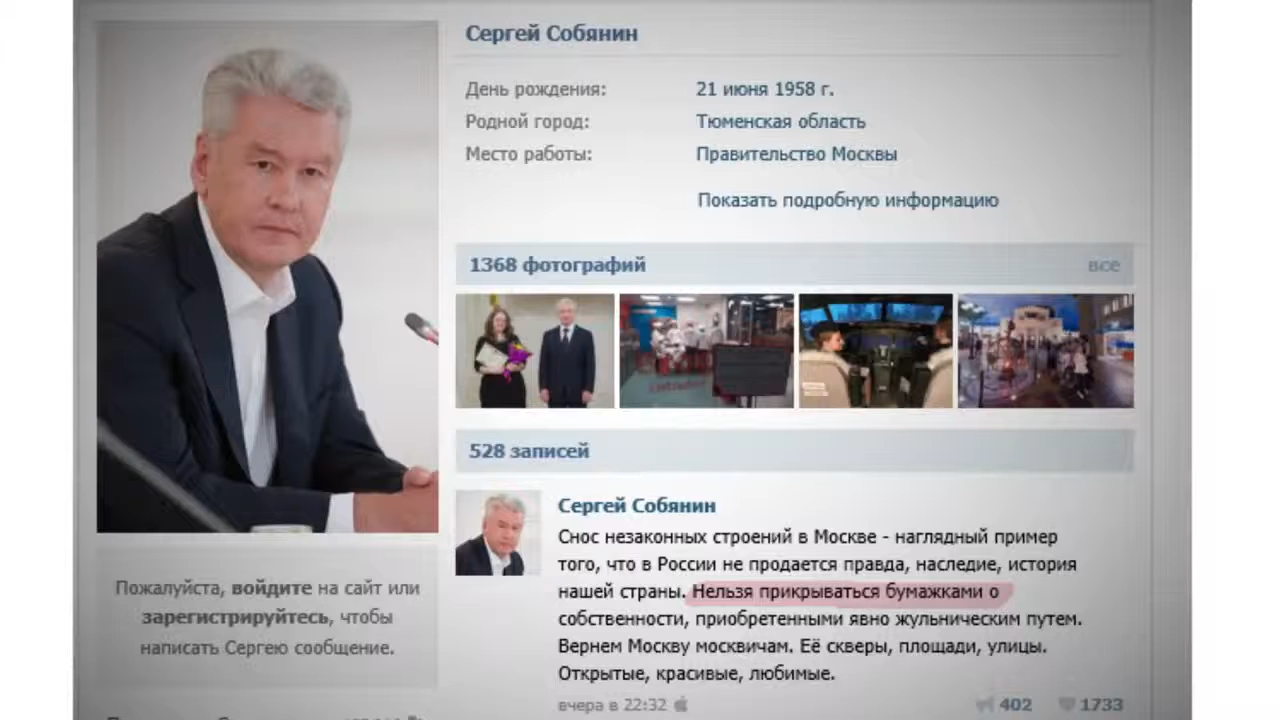 Сергей Собянин
День рождения: 21 июня 1958 г.
Родной город: Тюменская область
Место работы: Правительство Москвы
Показать подробную информацию
1368 фотографий все
528 записей
Сергей Собянин
Снос незаконных строений в Москве - наглядный пример
того, что в России не продается правда, наследие, история
нашей страны. Нельзя прикрываться бумажками о
собственности, приобретенными явно жульническим путем.
Вернем Москву москвичам. Её скверы, площади, улицы.
Открытые, красивые, любимые.
вчера в 22:32 402 1733
Пожалуйста, войдите на сайт или
зарегистрируйтесь, чтобы
написать Сергею сообщение.